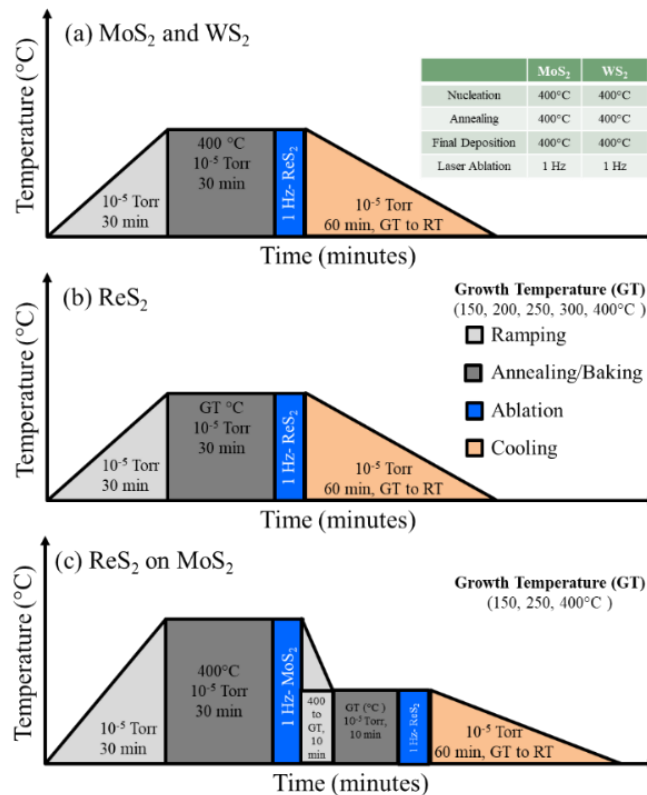 (a) MoS₂ and WS₂
Temperature (°C)
MoS₂ WS₂
Nucleation 400°C 400°C
Annealing 400°C 400°C
Final Deposition 400°C 400°C
Laser Ablation 1 Hz 1 Hz
10⁻⁵ Torr
30 min
400 °C
10⁻⁵ Torr
30 min
1 Hz- ReS₂
10⁻⁵ Torr
60 min, GT to RT
Time (minutes)
(b) ReS₂
Temperature (°C)
Growth Temperature (GT)
(150, 200, 250, 300, 400°C )
Ramping
Annealing/Baking
Ablation
Cooling
10⁻⁵ Torr
30 min
GT °C
10⁻⁵ Torr
30 min
1 Hz- ReS₂
10⁻⁵ Torr
60 min, GT to RT
Time (minutes)
(c) ReS₂ on MoS₂
Temperature (°C)
Growth Temperature (GT)
(150, 250, 400°C )
10⁻⁵ Torr
30 min
400°C
10⁻⁵ Torr
30 min
1 Hz- MoS₂
400
to
GT,
10 min
GT (°C )
10⁻⁵ Torr,
10 min
1 Hz- ReS₂
10⁻⁵ Torr
60 min, GT to RT
Time (minutes)